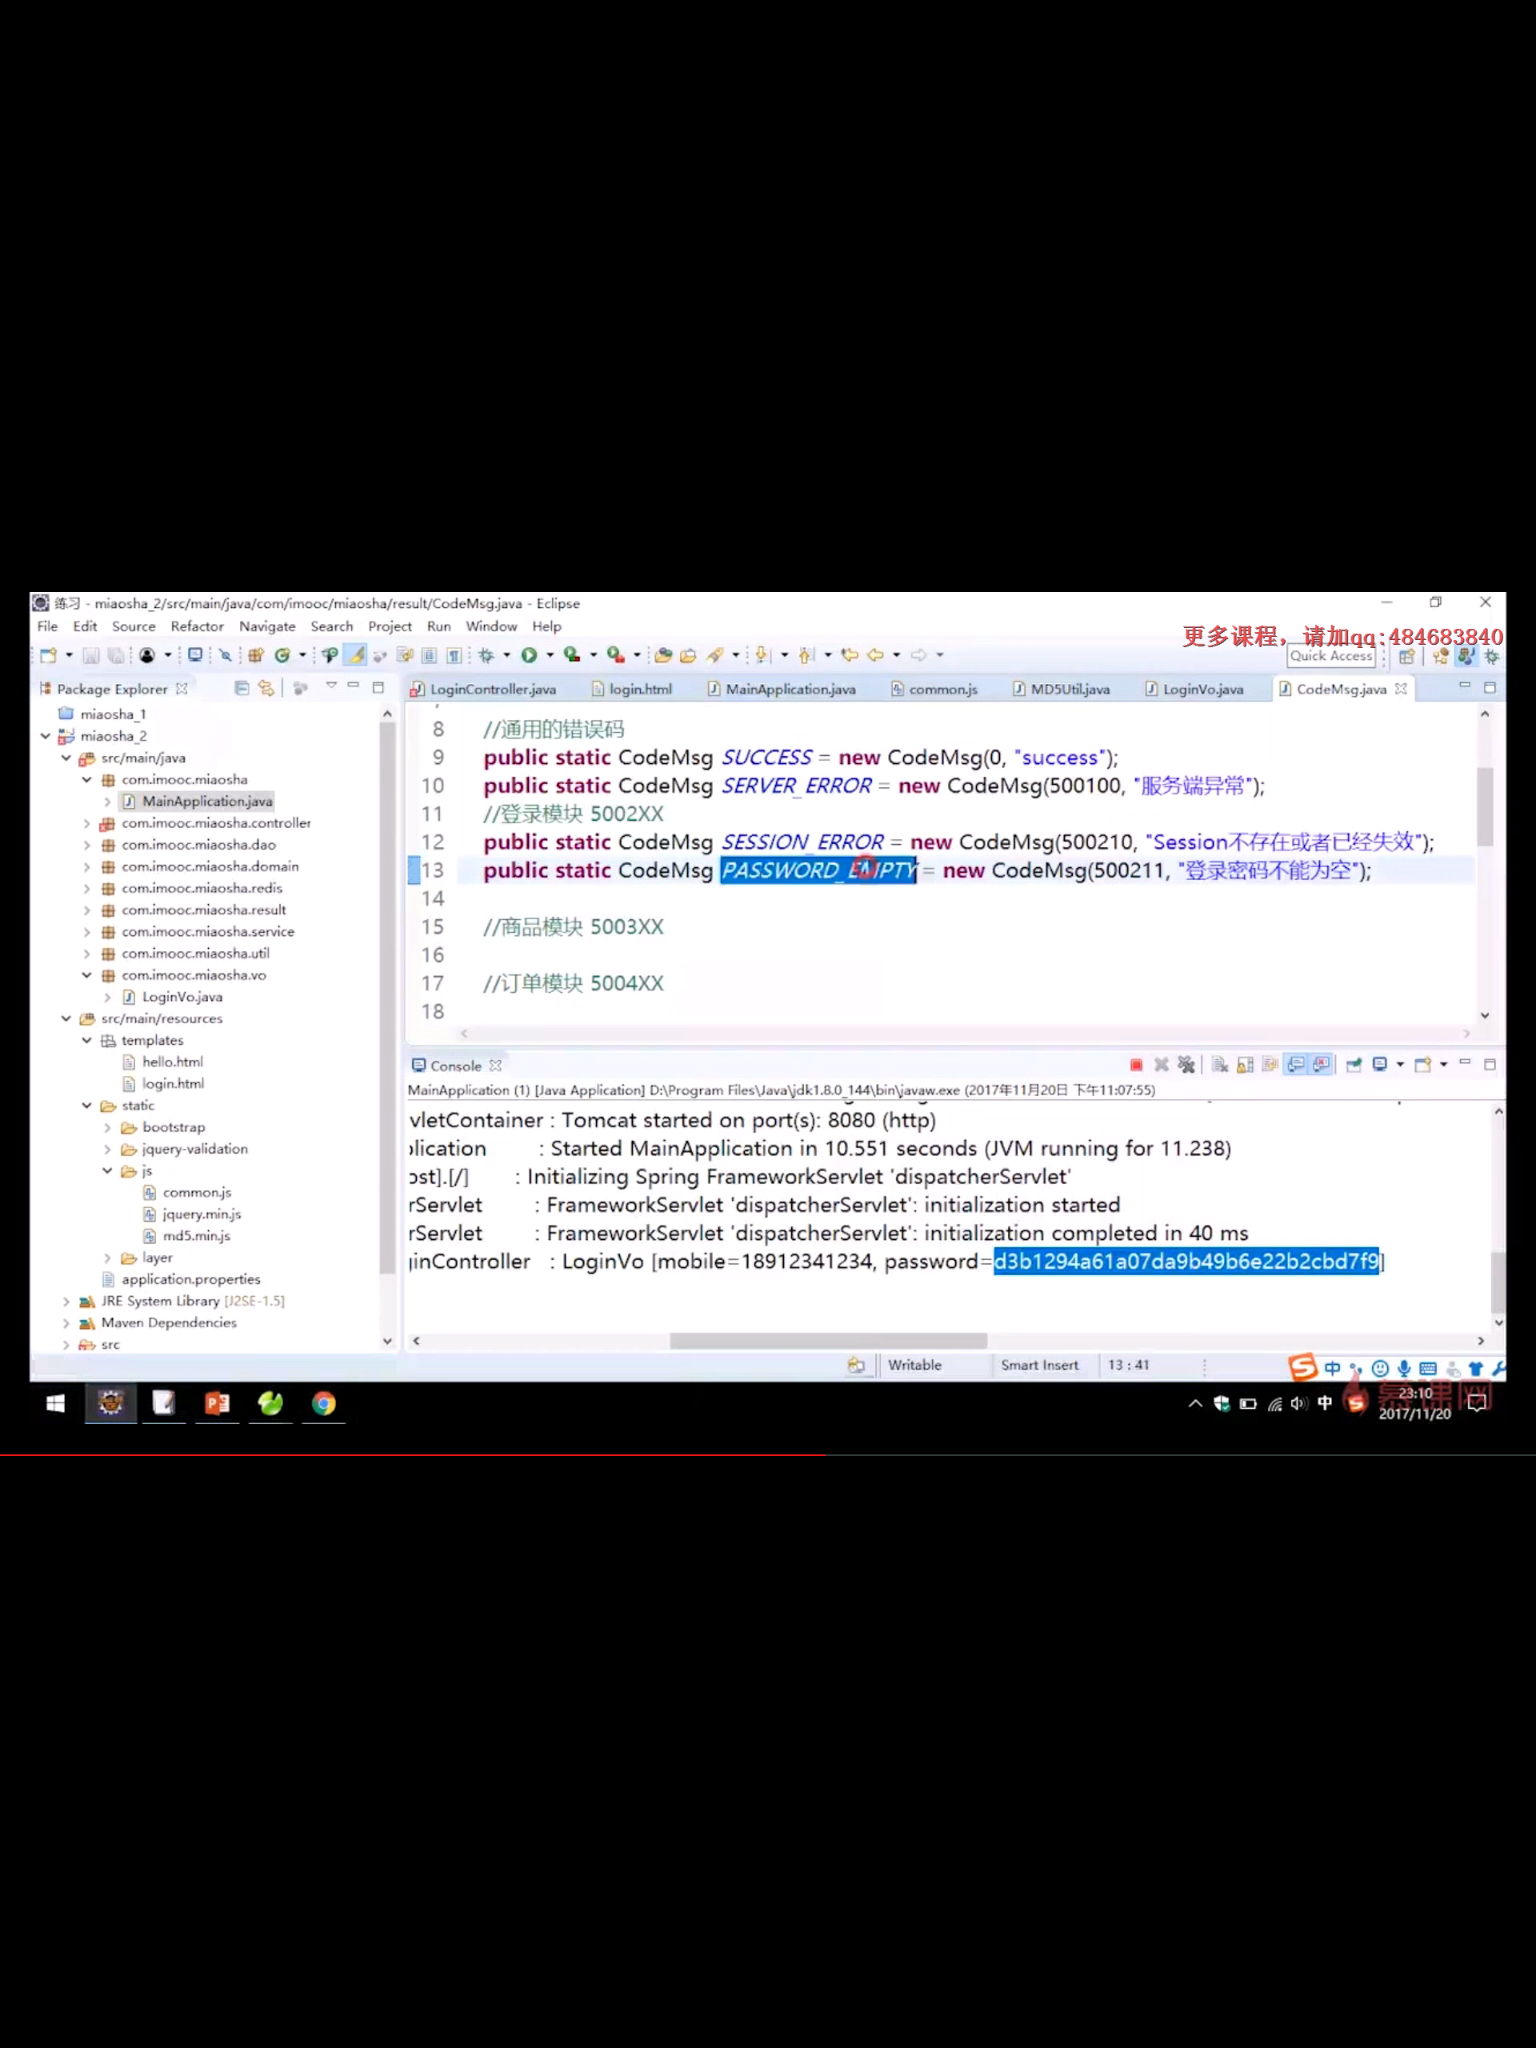 练习 - miaosha_2/src/main/java/com/imooc/miaosha/result/CodeMsg.java - Eclipse
File Edit Source Refactor Navigate Search Project Run Window Help
更多课程，请加qq:484683840
Quick Access
Package Explorer
miaosha_1
miaosha_2
src/main/java
com.imooc.miaosha
MainApplication.java
com.imooc.miaosha.controller
com.imooc.miaosha.dao
com.imooc.miaosha.domain
com.imooc.miaosha.redis
com.imooc.miaosha.result
com.imooc.miaosha.service
com.imooc.miaosha.util
com.imooc.miaosha.vo
LoginVo.java
src/main/resources
templates
hello.html
login.html
static
bootstrap
jquery-validation
js
common.js
jquery.min.js
md5.min.js
layer
application.properties
JRE System Library [J2SE-1.5]
Maven Dependencies
src
LoginController.java login.html MainApplication.java common.js MD5Util.java LoginVo.java CodeMsg.java
8 //通用的错误码
9 public static CodeMsg SUCCESS = new CodeMsg(0, "success");
10 public static CodeMsg SERVER_ERROR = new CodeMsg(500100, "服务端异常");
11 //登录模块 5002XX
12 public static CodeMsg SESSION_ERROR = new CodeMsg(500210, "Session不存在或者已经失效");
13 public static CodeMsg PASSWORD_EMPTY = new CodeMsg(500211, "登录密码不能为空");
14
15 //商品模块 5003XX
16
17 //订单模块 5004XX
18
Console
MainApplication (1) [Java Application] D:\Program Files\Java\jdk1.8.0_144\bin\javaw.exe (2017年11月20日 下午11:07:55)
vletContainer : Tomcat started on port(s): 8080 (http)
plication : Started MainApplication in 10.551 seconds (JVM running for 11.238)
ost].[/] : Initializing Spring FrameworkServlet 'dispatcherServlet'
rServlet : FrameworkServlet 'dispatcherServlet': initialization started
rServlet : FrameworkServlet 'dispatcherServlet': initialization completed in 40 ms
ginController : LoginVo [mobile=18912341234, password=d3b1294a61a07da9b49b6e22b2cbd7f9]
Writable Smart Insert 13 : 41
中
中
慕课网
23:10
2017/11/20